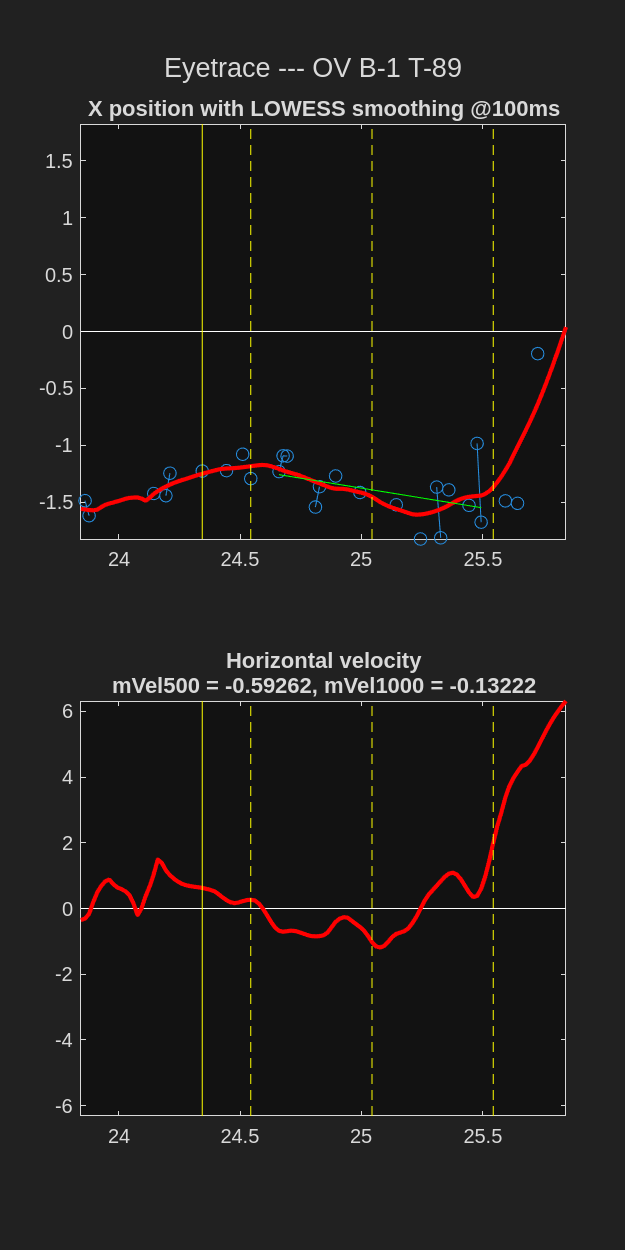 Eyetrace --- OV B-1 T-89
X position with LOWESS smoothing @100ms
1.5
1
0.5
0
-0.5
-1
-1.5
24 24.5 25 25.5
Horizontal velocity
mVel500 = -0.59262, mVel1000 = -0.13222
6
4
2
0
-2
-4
-6
24 24.5 25 25.5